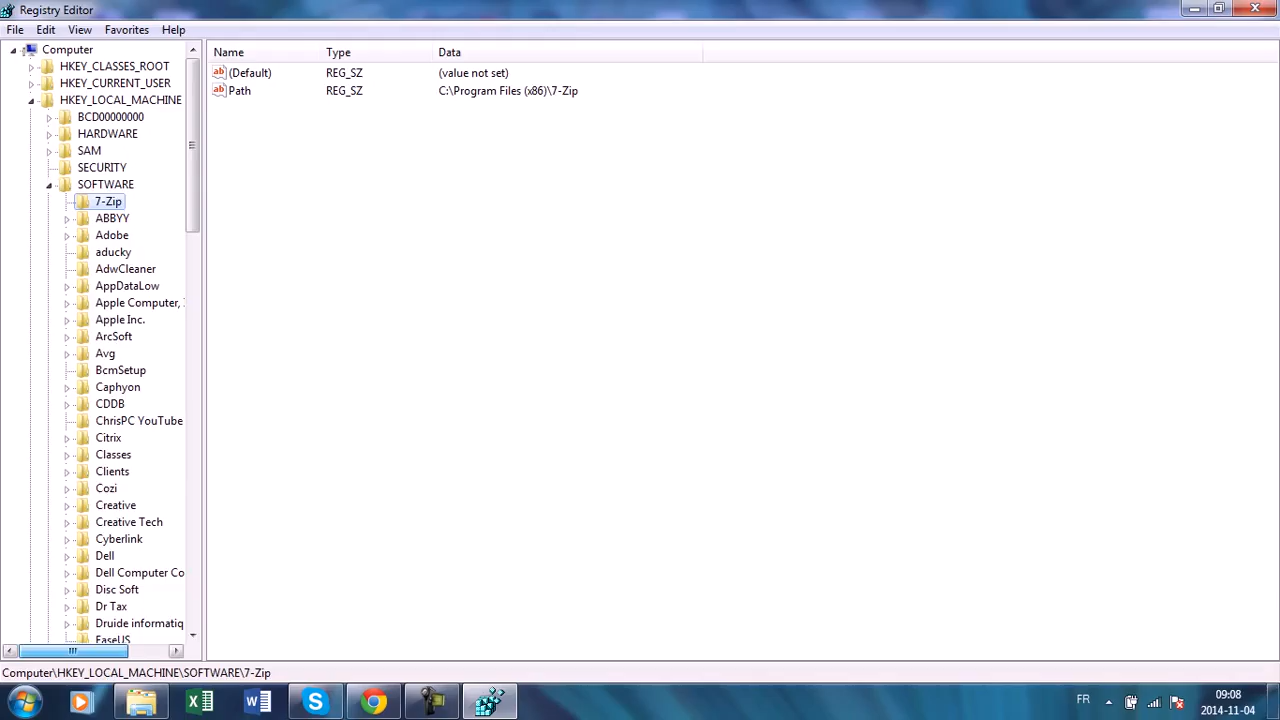 Registry Editor
File Edit View Favorites Help
Computer
HKEY_CLASSES_ROOT
HKEY_CURRENT_USER
HKEY_LOCAL_MACHINE
BCD00000000
HARDWARE
SAM
SECURITY
SOFTWARE
7-Zip
ABBYY
Adobe
aducky
AdwCleaner
AppDataLow
Apple Computer,
Apple Inc.
ArcSoft
Avg
BcmSetup
Caphyon
CDDB
ChrisPC YouTube
Citrix
Classes
Clients
Cozi
Creative
Creative Tech
Cyberlink
Dell
Dell Computer Co
Disc Soft
Dr Tax
Druide informatiq
EaseUS
Name Type Data
(Default) REG_SZ (value not set)
Path REG_SZ C:\Program Files (x86)\7-Zip
Computer\HKEY_LOCAL_MACHINE\SOFTWARE\7-Zip
FR
09:08
2014-11-04